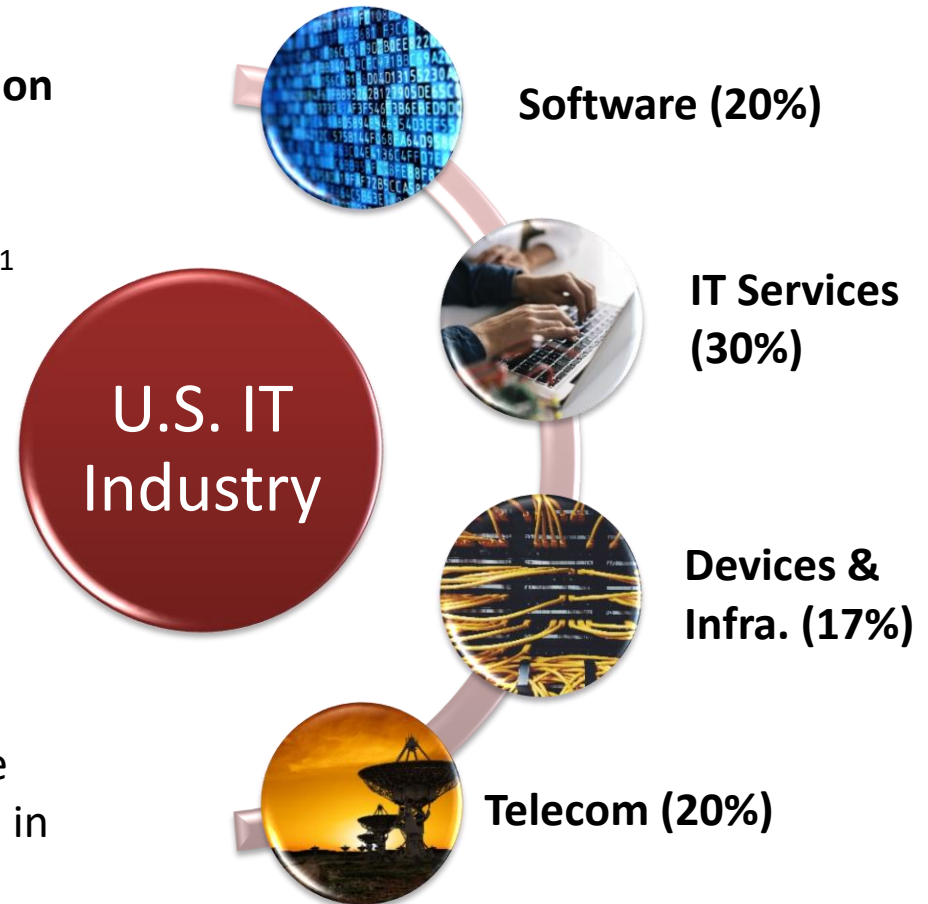 on
Software (20%)
1
IT Services
(30%)
U.S. IT
Industry
Devices &
Infra. (17%)
e
in
Telecom (20%)